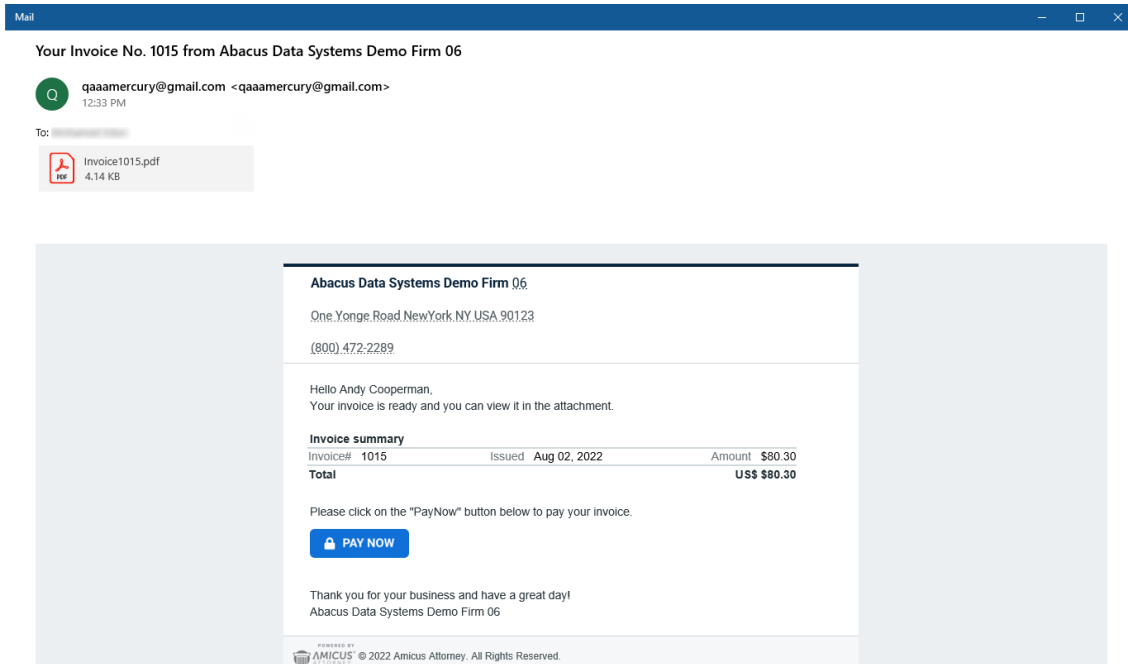 Mail
Your Invoice No. 1015 from Abacus Data Systems Demo Firm 06
Q
qaaamercury@gmail.com <qaaamercury@gmail.com>
12:33 PM
To:
PDF
Invoice1015.pdf
4.14 KB
Abacus Data Systems Demo Firm 06
One Yonge Road NewYork NY USA 90123
(800) 472-2289
Hello Andy Cooperman,
Your invoice is ready and you can view it in the attachment.
Invoice summary
Invoice# 1015 Issued Aug 02, 2022 Amount $80.30
Total US$ $80.30
Please click on the "PayNow" button below to pay your invoice.
PAY NOW
Thank you for your business and have a great day!
Abacus Data Systems Demo Firm 06
POWERED BY
AMICUS® © 2022 Amicus Attorney. All Rights Reserved.
ATTORNEY